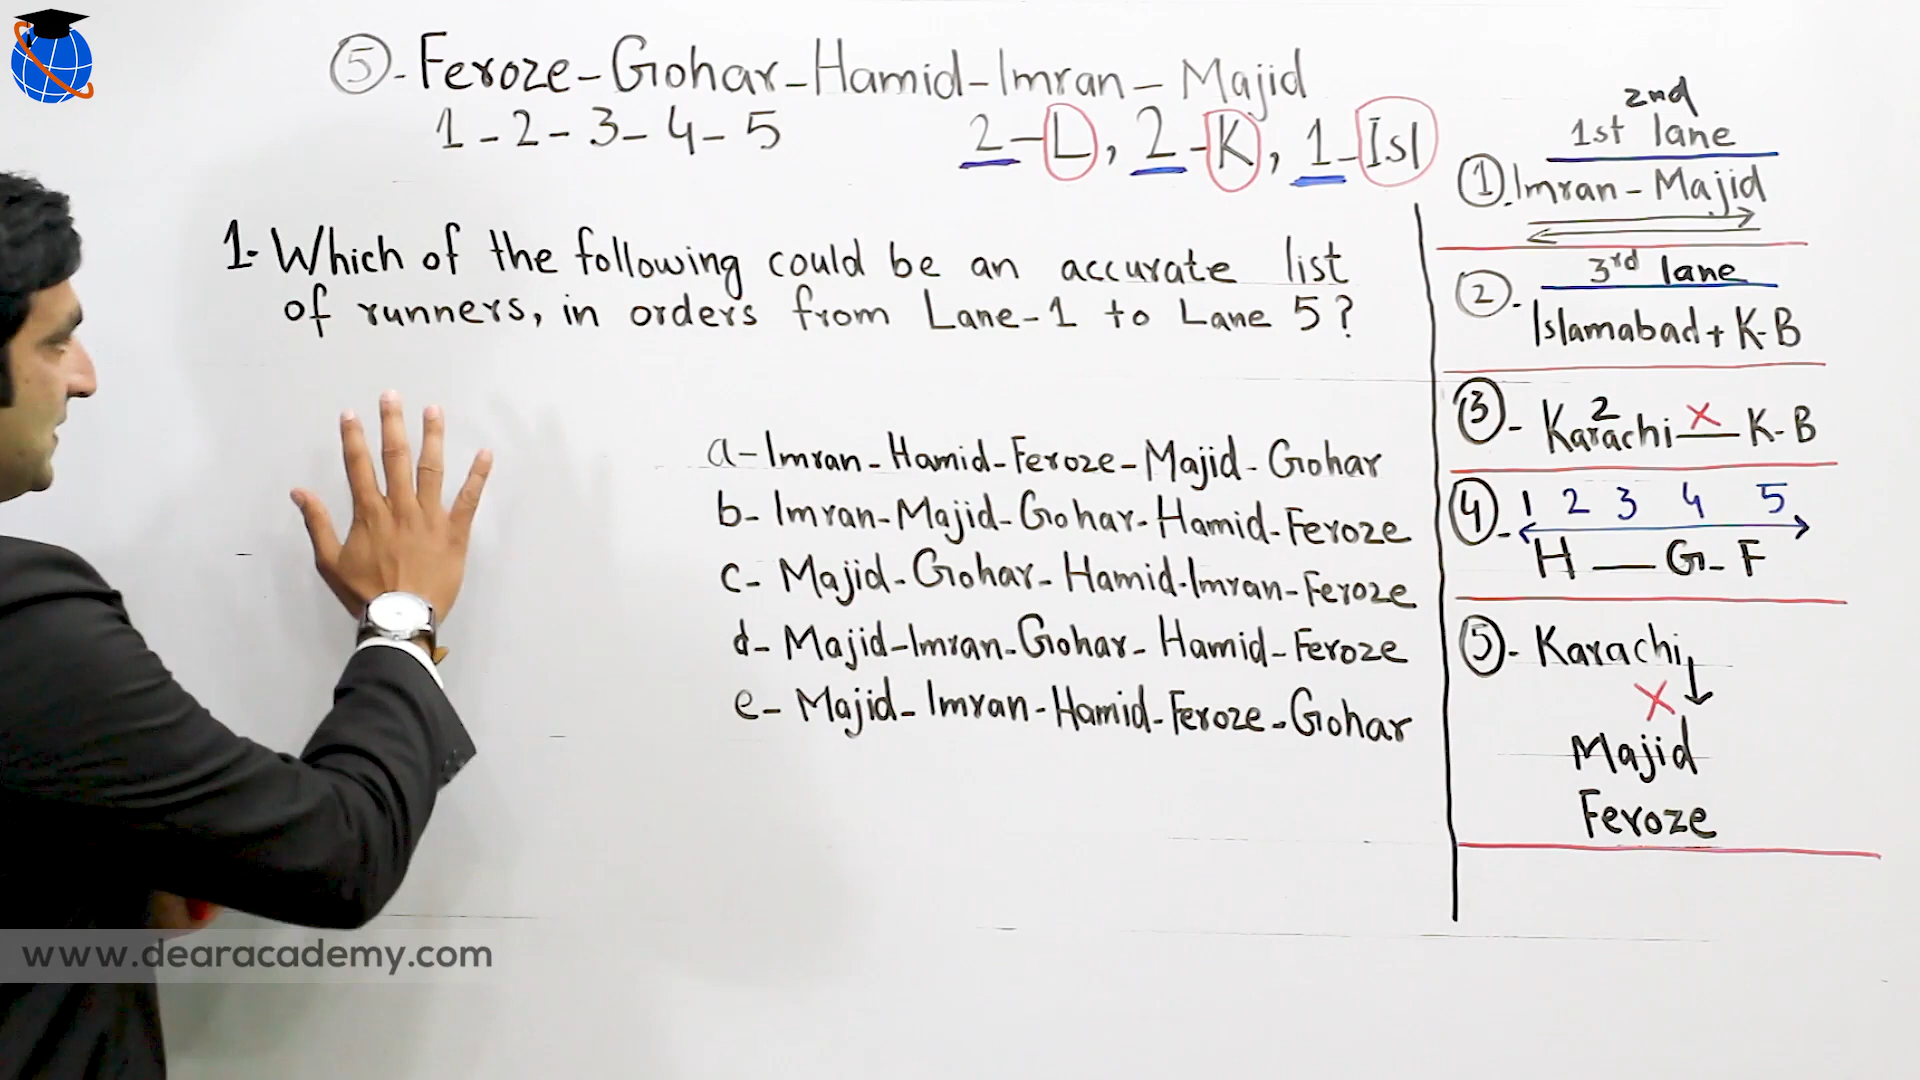 5-Feroze-Gohar-Hamid-Imran-Majid
1-2-3-4-5 2-L, 2-K, 1-Isl
1-Which of the following could be an accurate list
of runners, in orders from Lane-1 to Lane 5?
a-Imran-Hamid-Feroze-Majid-Gohar
b-Imran-Majid-Gohar-Hamid-Feroze
c-Majid-Gohar-Hamid-Imran-Feroze
d-Majid-Imran-Gohar-Hamid-Feroze
e-Majid-Imran-Hamid-Feroze-Gohar
2nd
1st lane
1.Imran-Majid
3rd lane
2-Islamabad+K-B
2
3-Karachi X K-B
4-1 2 3 4 5
H — G-F
5-Karachi
X
Majid
Feroze
www.dearacademy.com